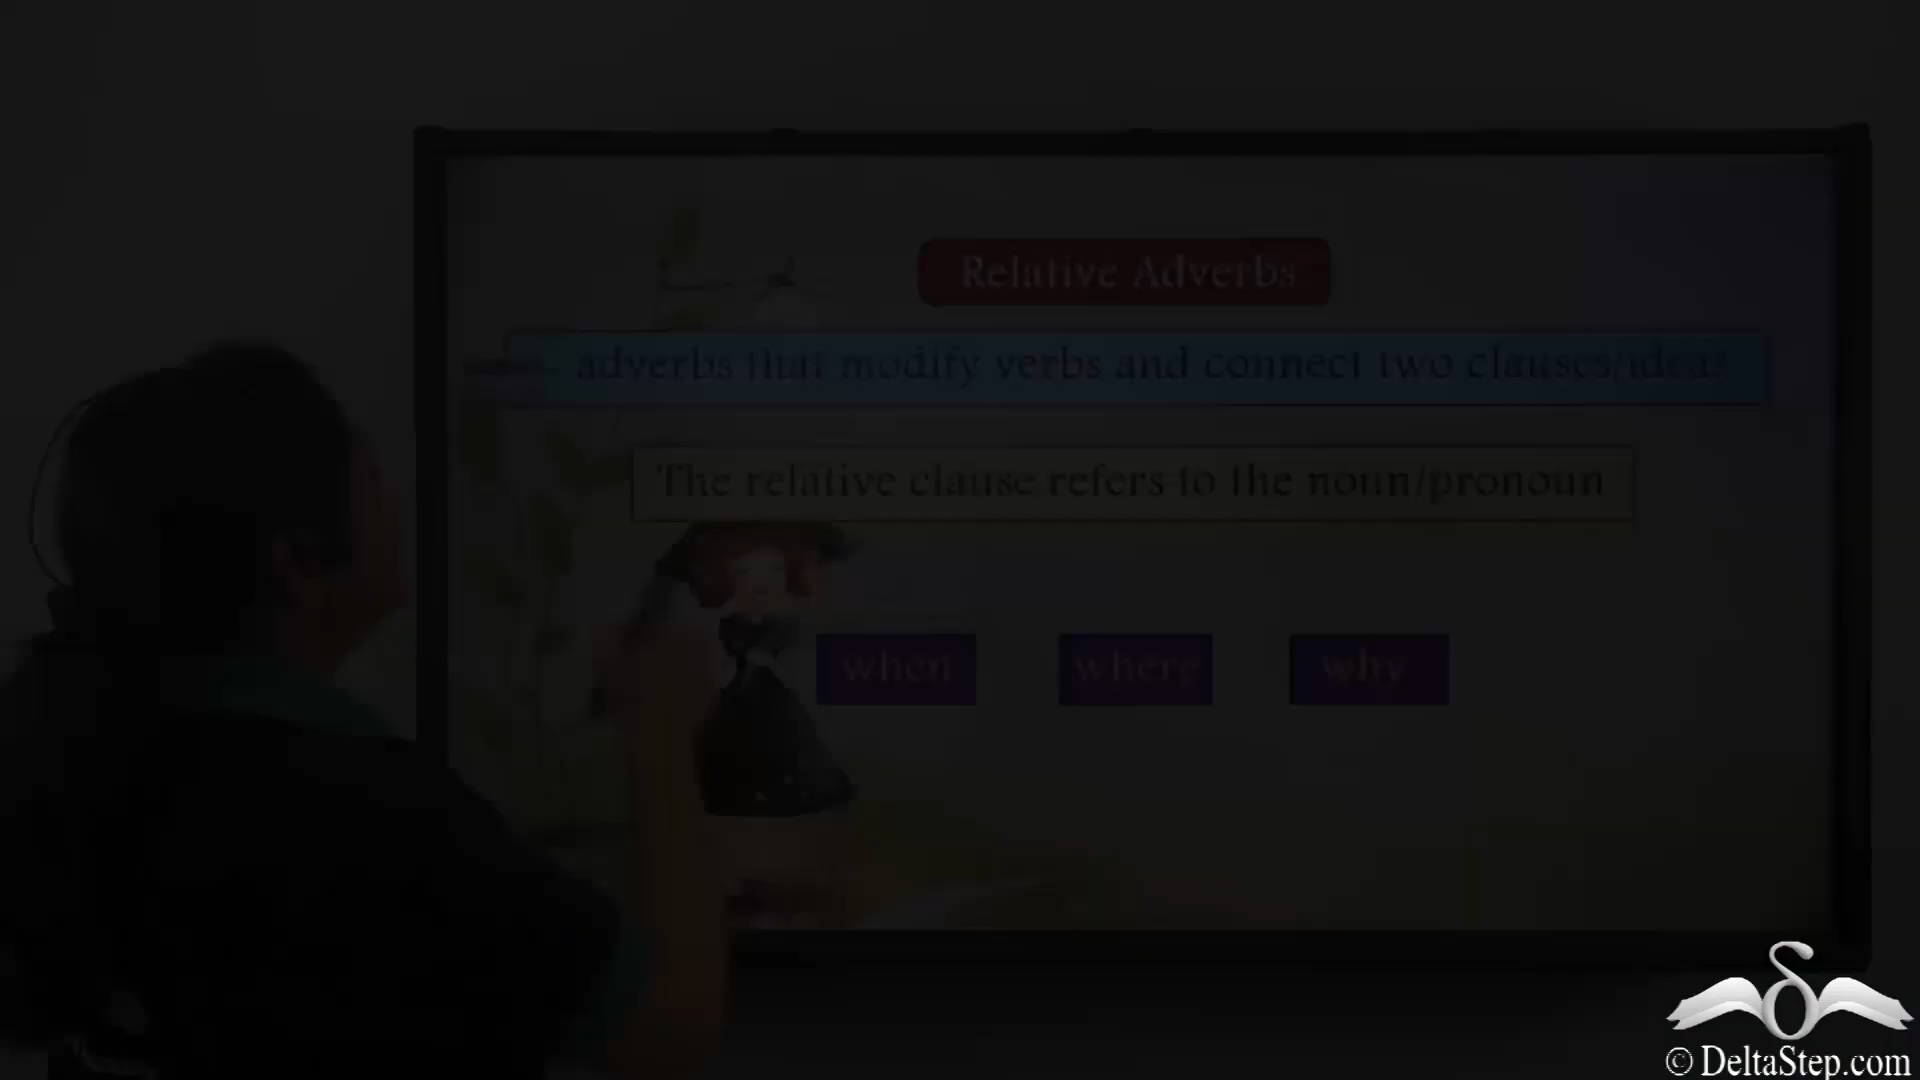 Relative Adverbs
adverbs that modify verbs and connect two clauses/ideas
The relative clause refers to the noun/pronoun
when where why
© DeltaStep.com